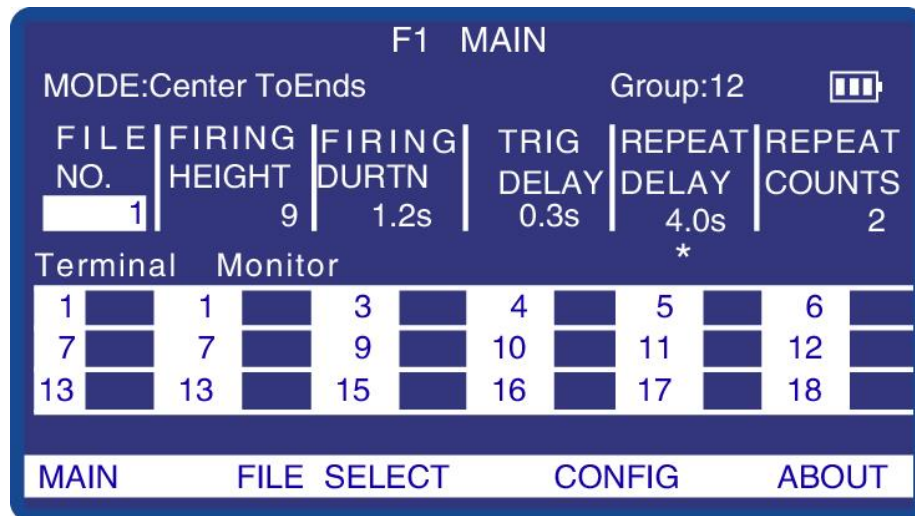 F1 MAIN
MODE:Center ToEnds Group:12
FILE FIRING FIRING TRIG REPEAT REPEAT
NO. HEIGHT DURTN DELAY DELAY COUNTS
1 9 1.2s 0.3s 4.0s 2
Terminal Monitor *
1 1 3 4 5 6
7 7 9 10 11 12
13 13 15 16 17 18
MAIN FILE SELECT CONFIG ABOUT